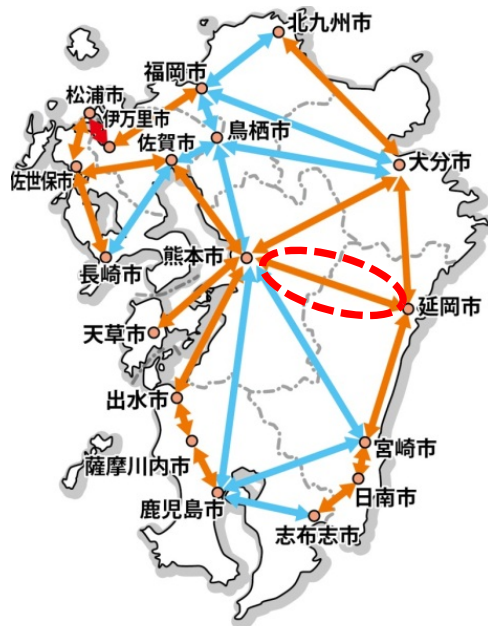 北九州市
福岡市
松浦市
伊万里市
鳥栖市
佐賀市
大分市
佐世保市
熊本市
長崎市
延岡市
天草市
出水市
宮崎市
薩摩川内市
日南市
鹿児島市
志布志市